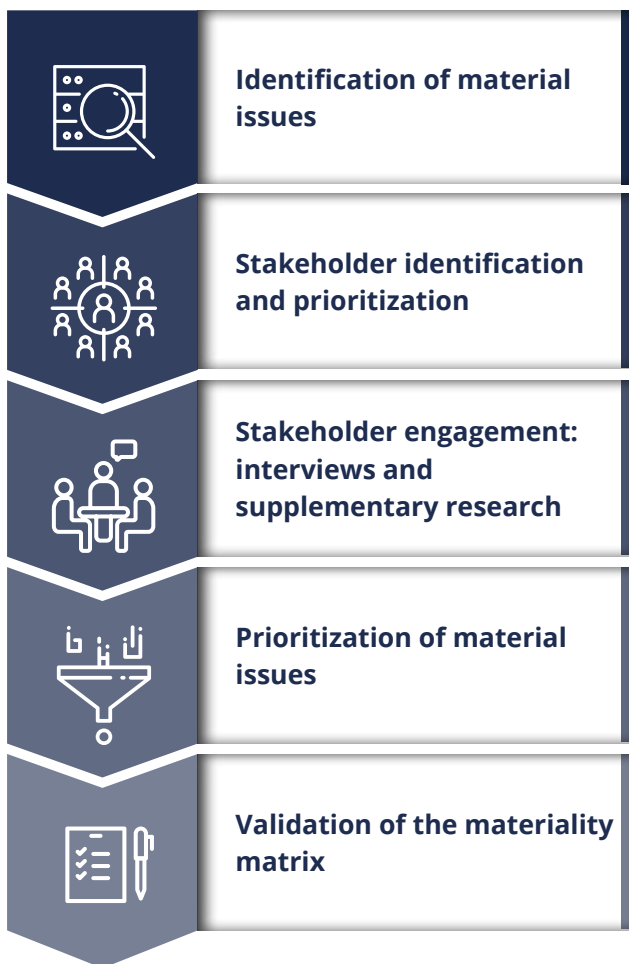 Identification of material
issues
Stakeholder identification
and prioritization
Stakeholder engagement:
interviews and
supplementary research
Prioritization of material
issues
Validation of the materiality
matrix